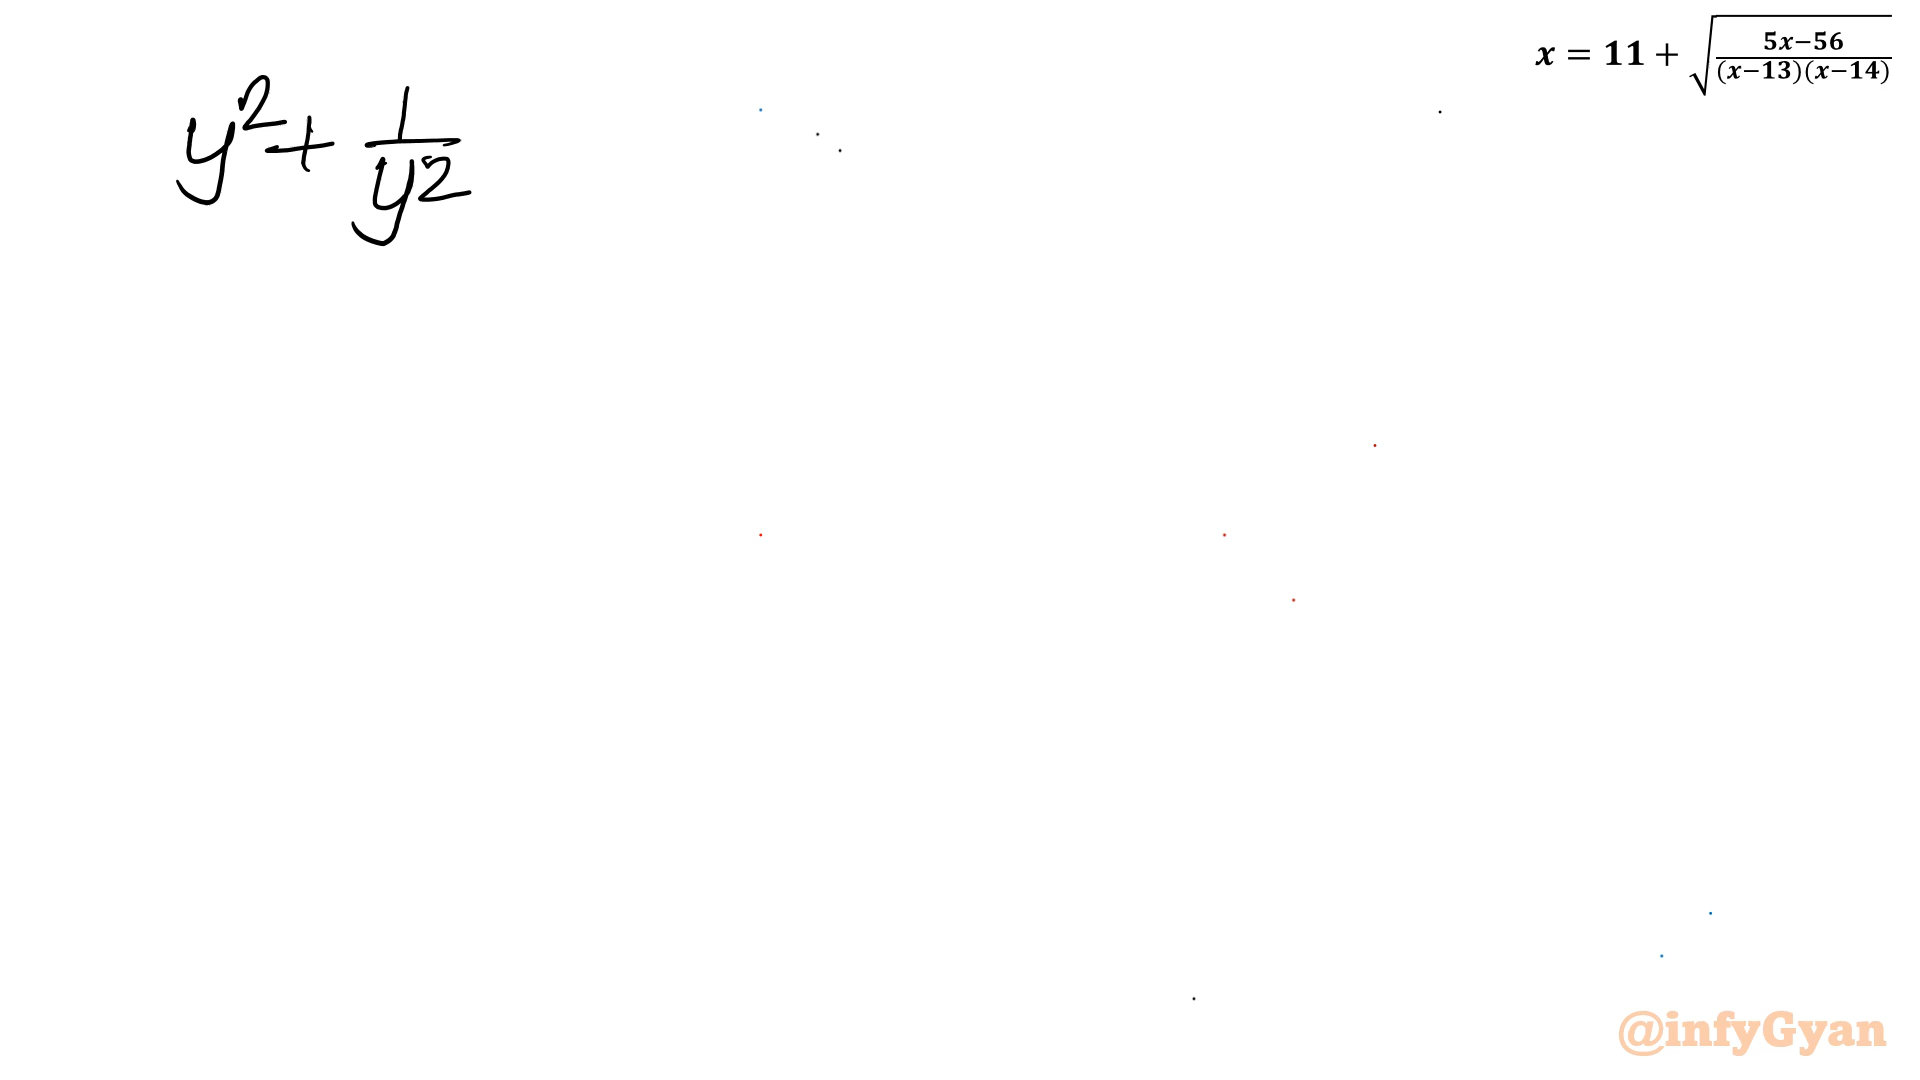 x = 11 + √((5x−56)/((x−13)(x−14)))
y² + 1/y²
@infyGyan